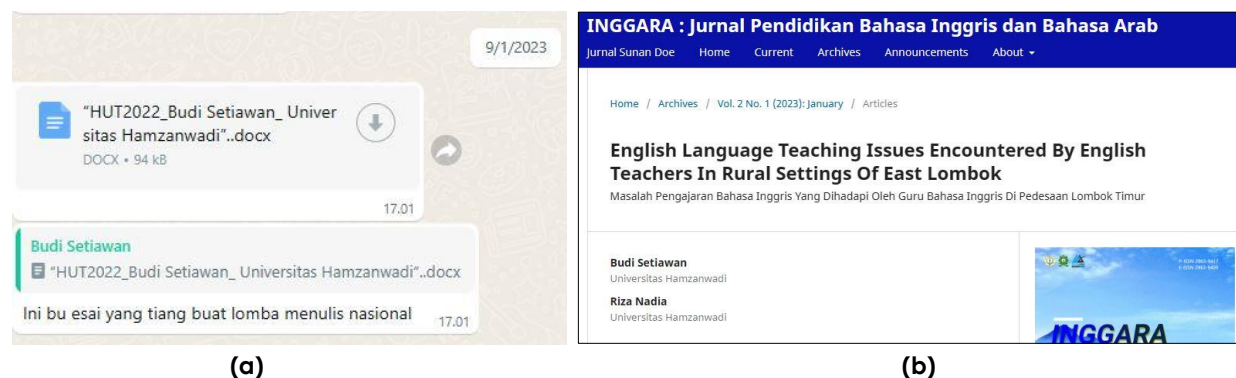 9/1/2023
"HUT2022_Budi Setiawan_ Univer
sitas Hamzanwadi"..docx
DOCX • 94 kB
17.01
Budi Setiawan
"HUT2022_Budi Setiawan_ Universitas Hamzanwadi"..docx
Ini bu esai yang tiang buat lomba menulis nasional
17.01
(a)
INGGARA : Jurnal Pendidikan Bahasa Inggris dan Bahasa Arab
Jurnal Sunan Doe Home Current Archives Announcements About
Home / Archives / Vol. 2 No. 1 (2023): January / Articles
English Language Teaching Issues Encountered By English
Teachers In Rural Settings Of East Lombok
Masalah Pengajaran Bahasa Inggris Yang Dihadapi Oleh Guru Bahasa Inggris Di Pedesaan Lombok Timur
Budi Setiawan
Universitas Hamzanwadi
Riza Nadia
Universitas Hamzanwadi
INGGARA
(b)